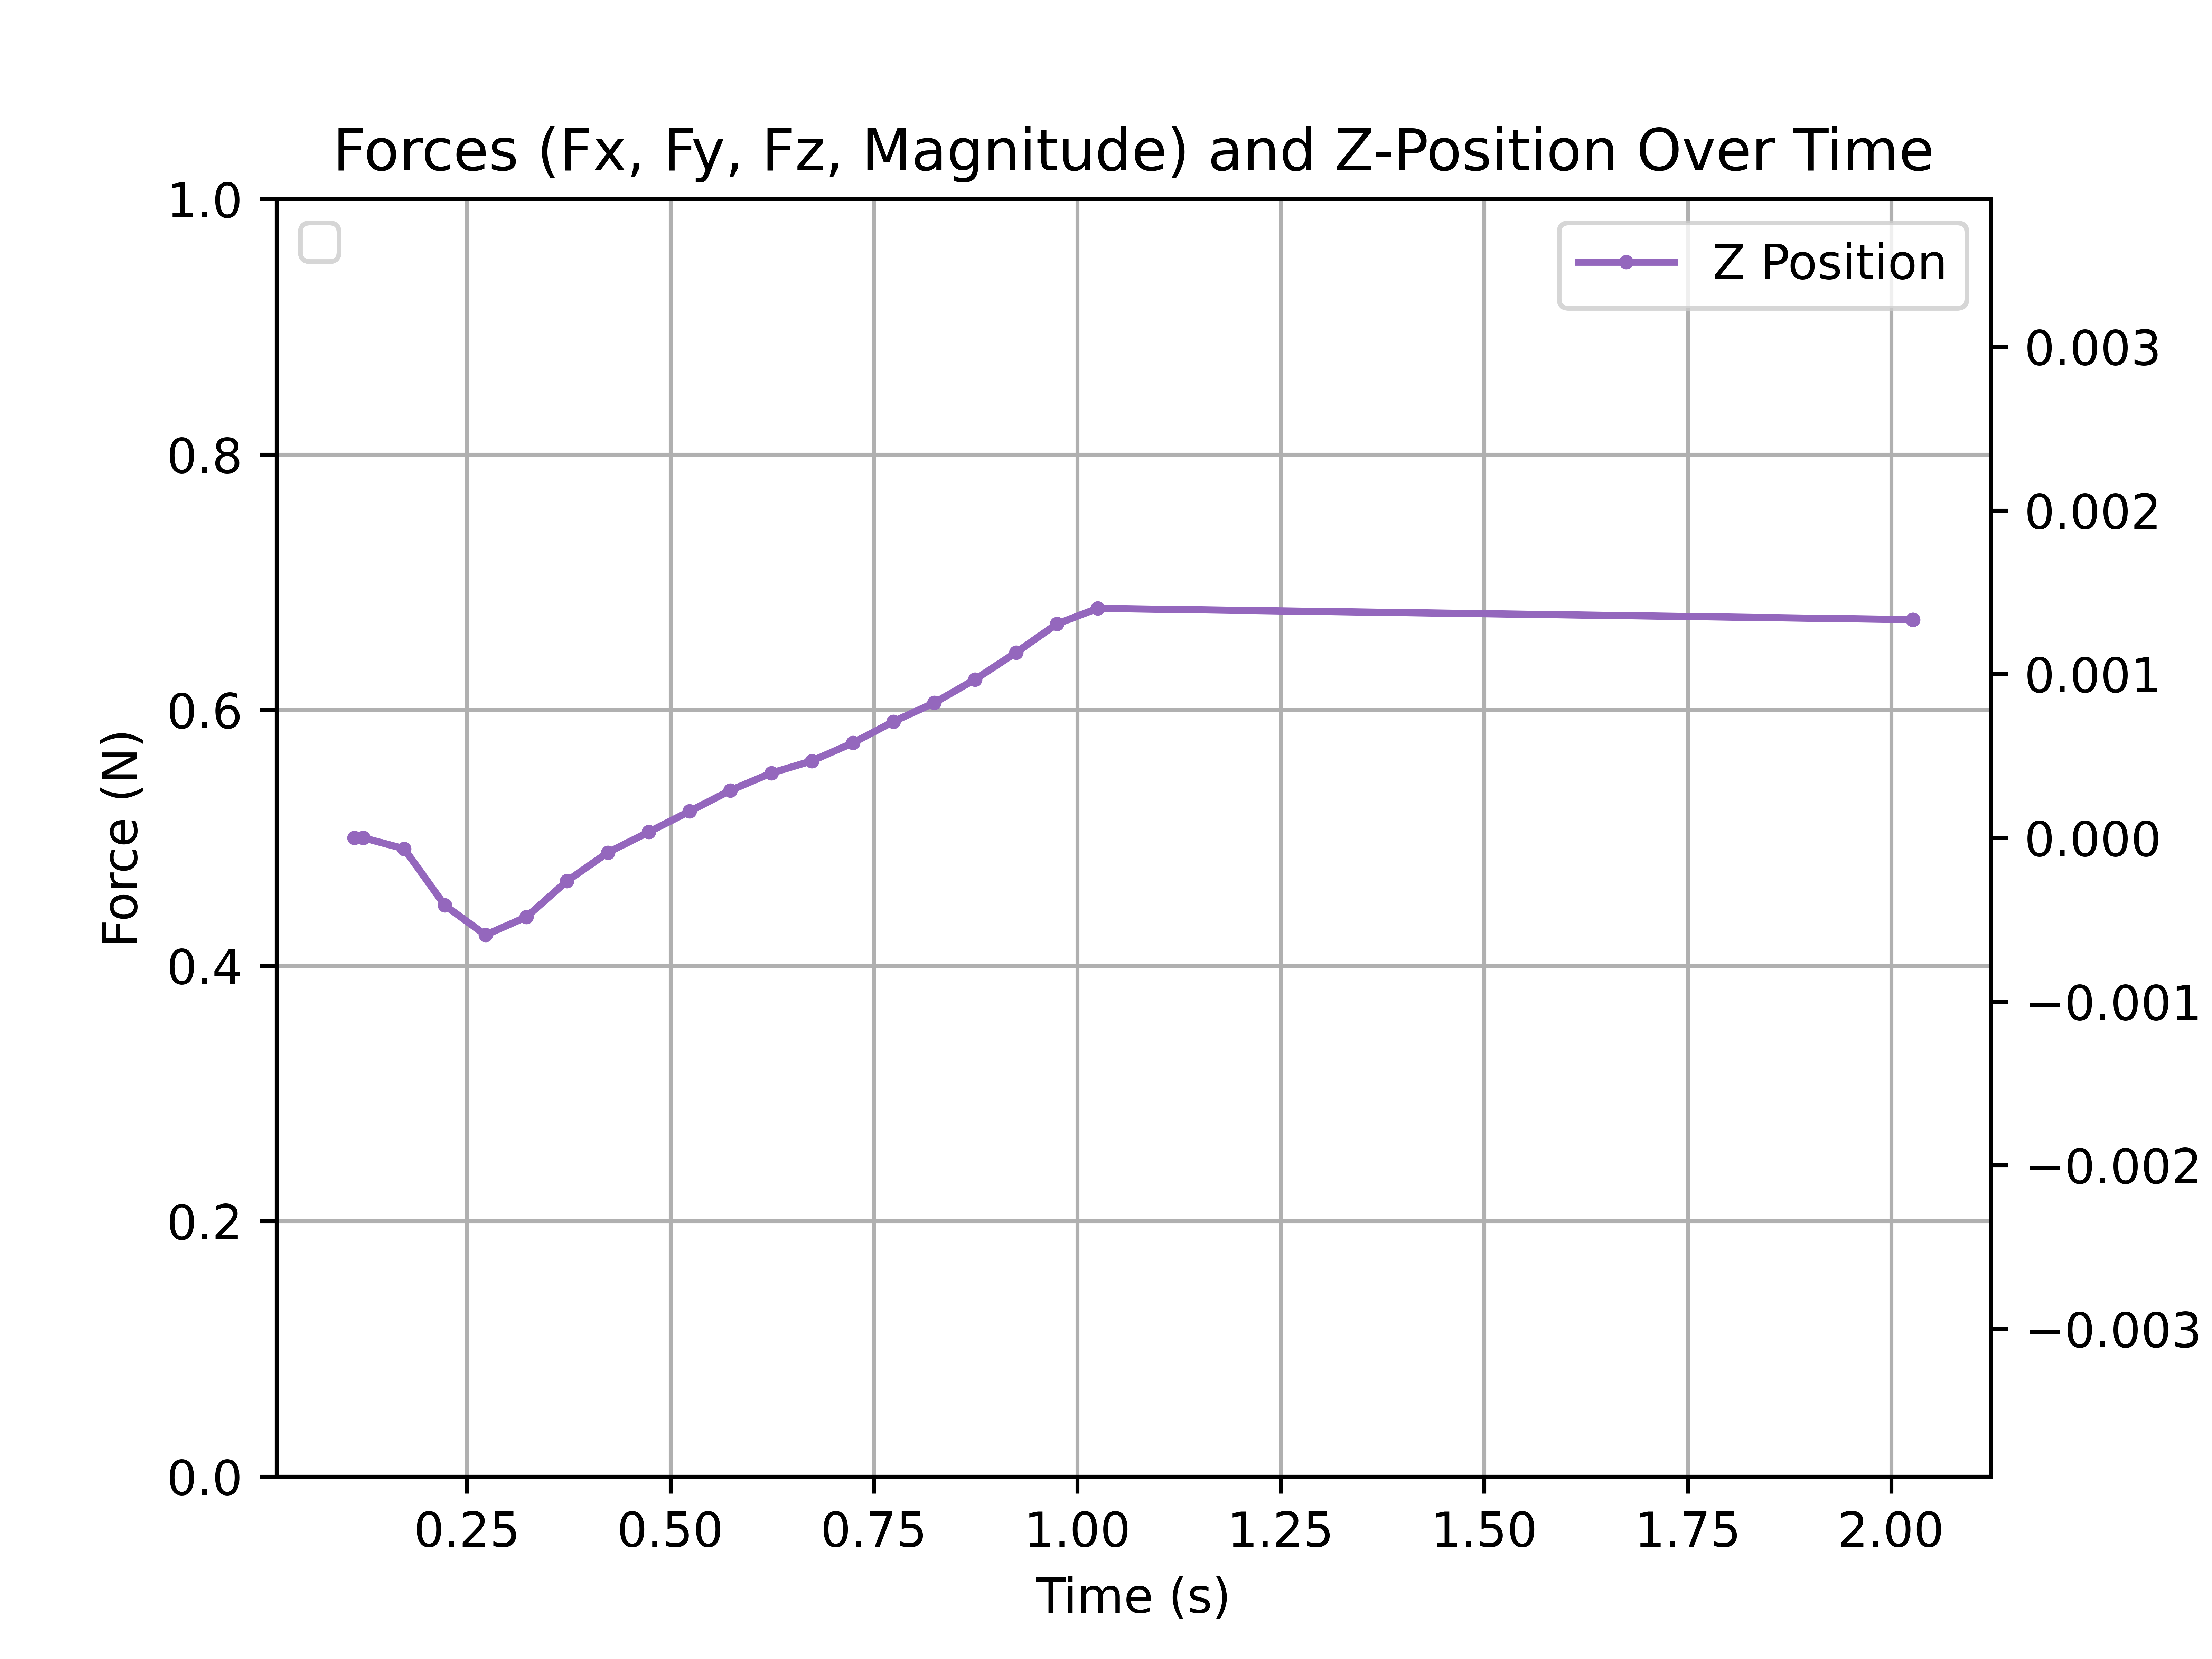 Forces (Fx, Fy, Fz, Magnitude) and Z-Position Over Time
Z Position
1.0
0.8
0.6
0.4
0.2
0.0
Force (N)
0.003
0.002
0.001
0.000
−0.001
−0.002
−0.003
0.25 0.50 0.75 1.00 1.25 1.50 1.75 2.00
Time (s)